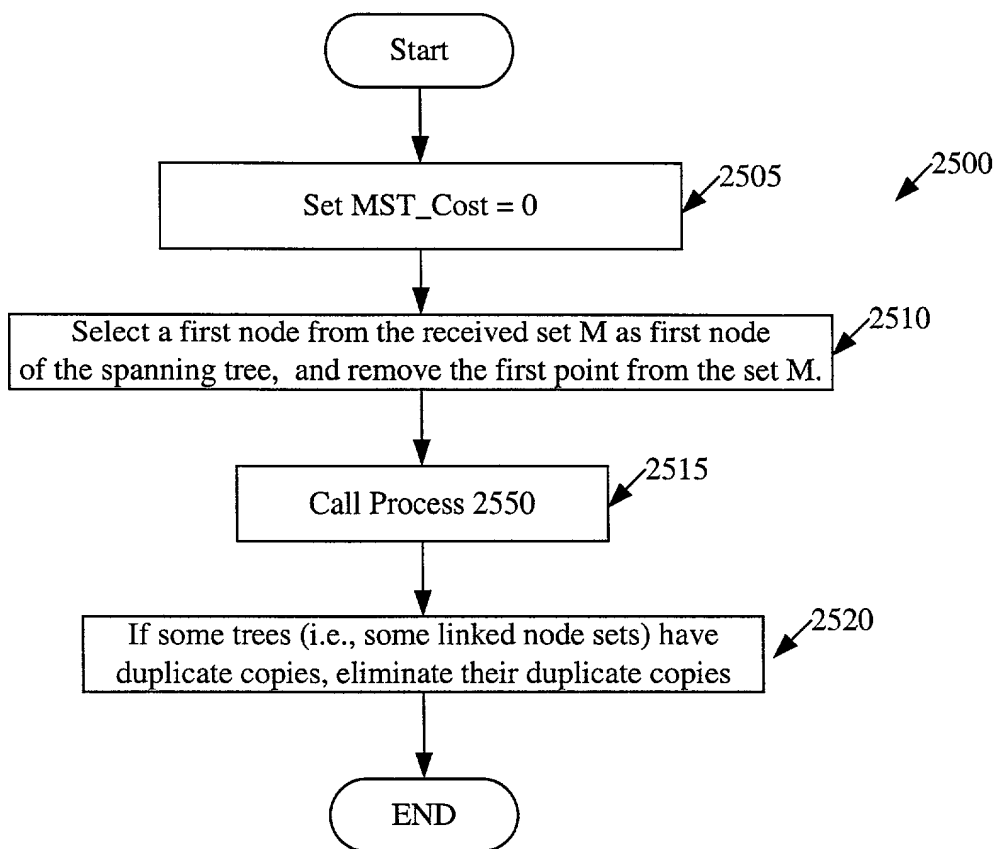 Start
2500
Set MST_Cost = 0
2505
Select a first node from the received set M as first node
of the spanning tree, and remove the first point from the set M.
2510
Call Process 2550
2515
If some trees (i.e., some linked node sets) have
duplicate copies, eliminate their duplicate copies
2520
END